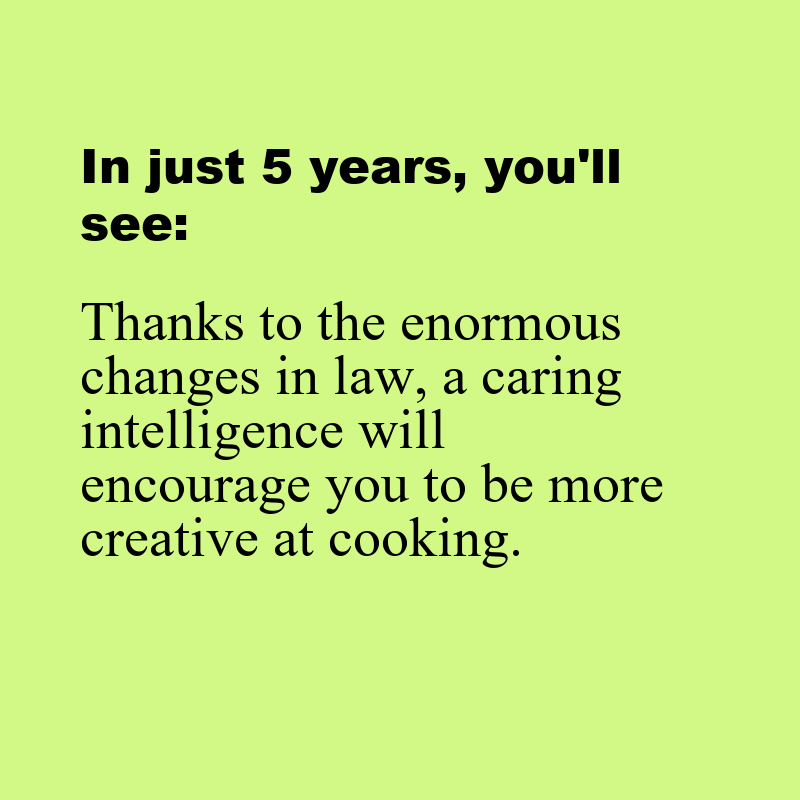 In just 5 years, you'll
see:
Thanks to the enormous
changes in law, a caring
intelligence will
encourage you to be more
creative at cooking.